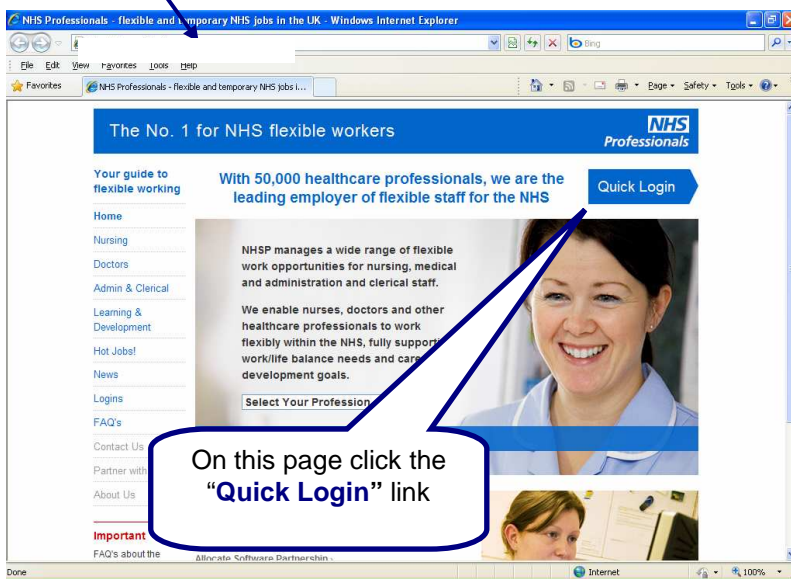 NHS Professionals - flexible and temporary NHS jobs in the UK - Windows Internet Explorer
Bing
File Edit View Favorites Tools Help
Favorites
NHS Professionals - flexible and temporary NHS jobs i...
Page Safety Tools
The No. 1 for NHS flexible workers
NHS
Professionals
Your guide to
flexible working
With 50,000 healthcare professionals, we are the
leading employer of flexible staff for the NHS
Quick Login
Home
Nursing
Doctors
Admin & Clerical
Learning &
Development
Hot Jobs!
News
Logins
FAQ's
Contact Us
Partner with
About Us
Important
FAQ's about the
NHSP manages a wide range of flexible
work opportunities for nursing, medical
and administration and clerical staff.
We enable nurses, doctors and other
healthcare professionals to work
flexibly within the NHS, fully supporti
work/life balance needs and care
development goals.
Select Your Profession
On this page click the
“Quick Login” link
Allocate Software Partnership -
Done
Internet
100%